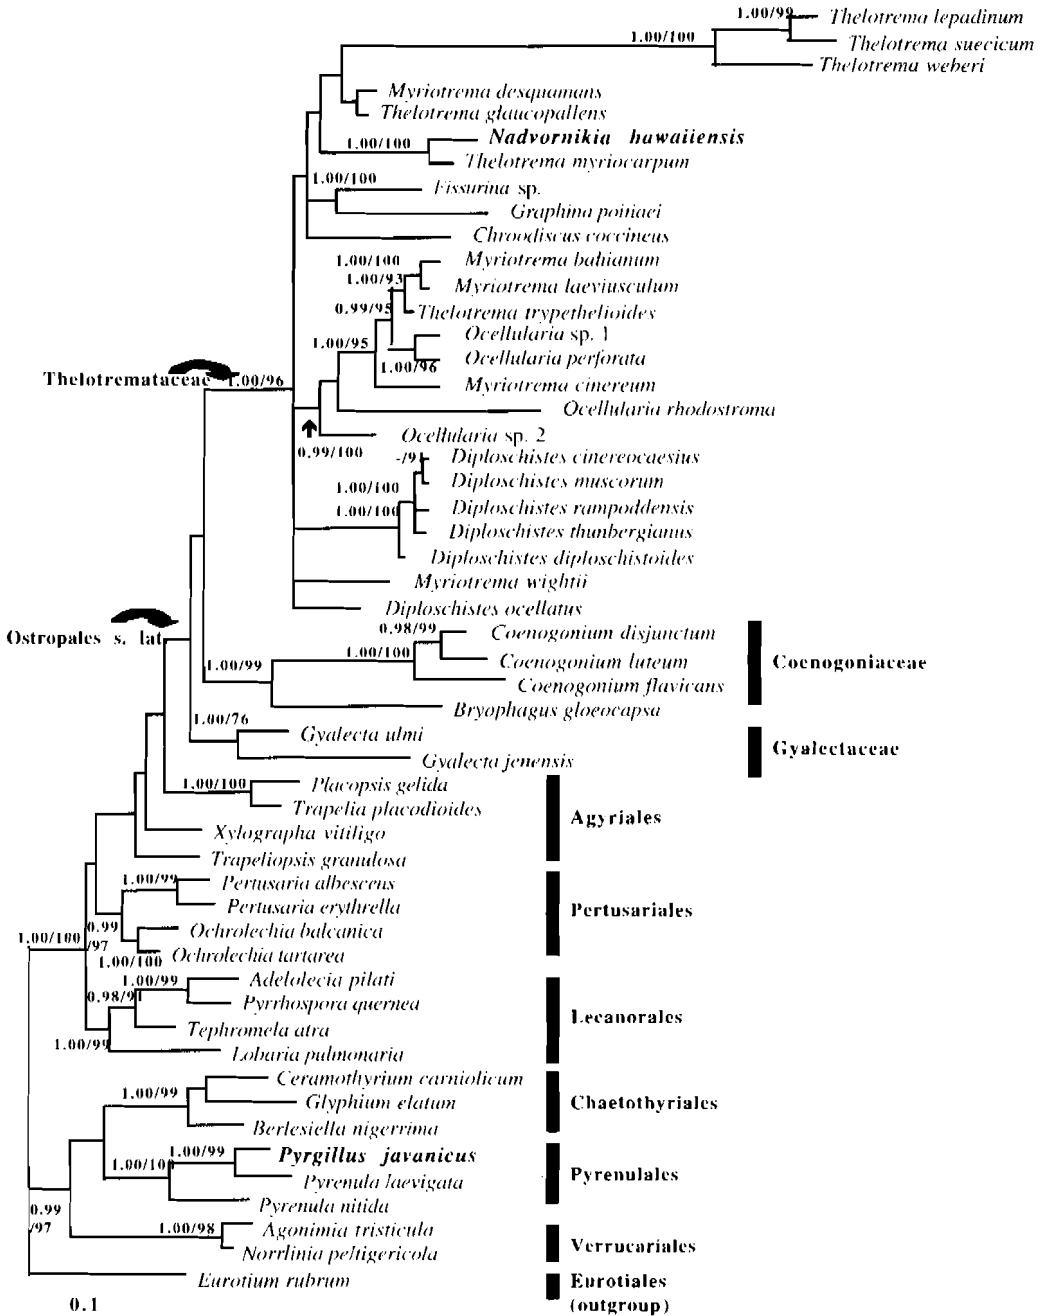 1.00/99
Thelotrema lepadinum
1.00/100
Thelotrema suecicum
Thelotrema weberi
Myriotrema desquamans
Thelotrema glaucopallens
1.00/100
Nadvornikia hawaiiensis
Thelotrema myriocarpum
1.00/100
Fissurina sp.
Graphina poitiaei
Chroodiscus coccineus
1.00/100
Myriotrema bahianum
1.00/93
Myriotrema laeviusculum
0.99/95
Thelotrema trypethelioides
Ocellularia sp. 1
1.00/95
Ocellularia perforata
1.00/96
Thelotremataceae
1.00/96
Myriotrema cinereum
Ocellularia rhodostroma
Ocellularia sp. 2
0.99/100
-/91
Diploschistes cinereocaesius
Diploschistes muscorum
1.00/100
Diploschistes rampoddensis
1.00/100
Diploschistes thunbergianus
Diploschistes diploschistoides
Myriotrema wightii
Diploschistes ocellatus
Ostropales s. lat.
0.98/99
Coenogonium disjunctum
1.00/100
Coenogonium luteum
Coenogoniaceae
1.00/99
Coenogonium flavicans
Bryophagus gloeocapsa
1.00/76
Gyalecta ulmi
Gyalectaceae
Gyalecta jenensis
1.00/100
Placopsis gelida
Trapelia placodioides
Agyriales
Xylographa vitiligo
Trapeliopsis granulosa
1.00/99
Pertusaria albescens
Pertusaria erythrella
Pertusariales
0.99
/97
Ochrolechia balcanica
1.00/100
1.00/100
Ochrolechia tartarea
1.00/99
Adelolecia pilati
0.98/91
Pyrrhospora quernea
Lecanorales
Tephromela atra
1.00/99
Lobaria pulmonaria
Ceramothyrium carniolicum
1.00/99
Glyphium elatum
Chaetothyriales
Berlesiella nigerrima
1.00/99
Pyrgillus javanicus
1.00/100
Pyrenula laevigata
Pyrenulales
Pyrenula nitida
0.99
/97
1.00/98
Agonimia tristicula
Norrlinia peltigericola
Verrucariales
Eurotium rubrum
Eurotiales
(outgroup)
0.1